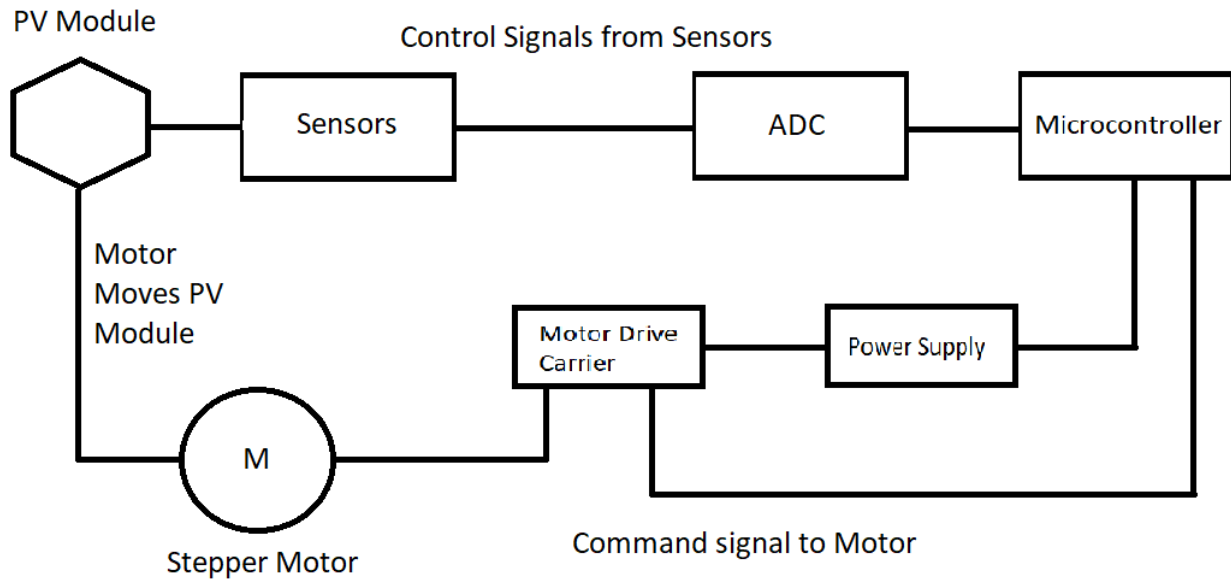 PV Module
Control Signals from Sensors
Sensors
ADC
Microcontroller
Motor
Moves PV
Module
Motor Drive
Carrier
Power Supply
M
Stepper Motor
Command signal to Motor